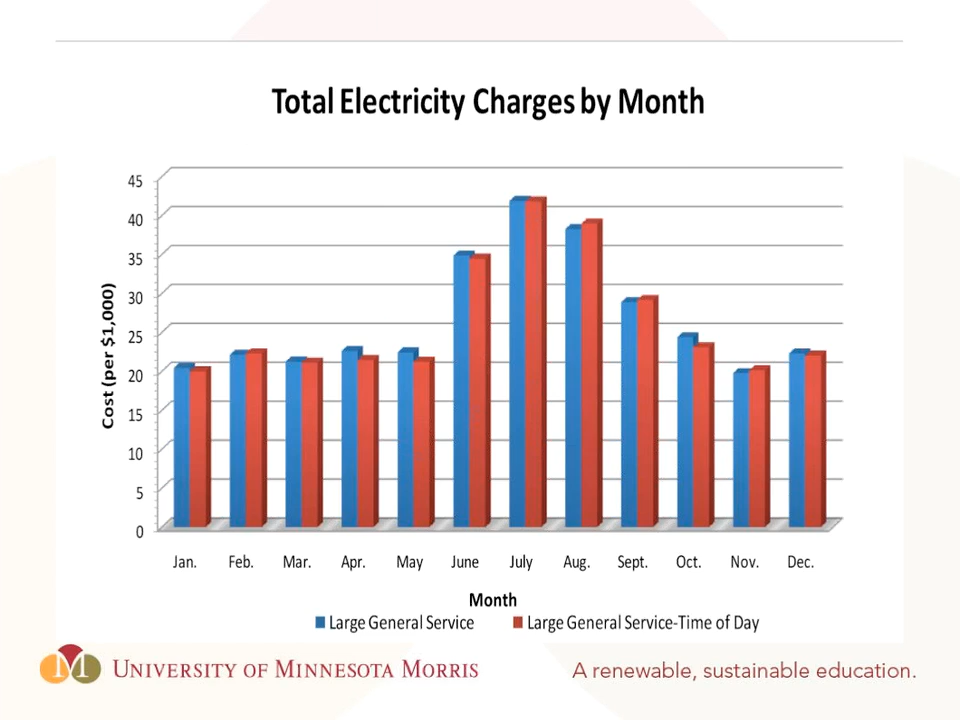 Total Electricity Charges by Month
45
40
35
30
25
20
15
10
5
0
Cost (per $1,000)
Jan. Feb. Mar. Apr. May June July Aug. Sept. Oct. Nov. Dec.
Month
Large General Service Large General Service-Time of Day
M UNIVERSITY OF MINNESOTA MORRIS A renewable, sustainable education.